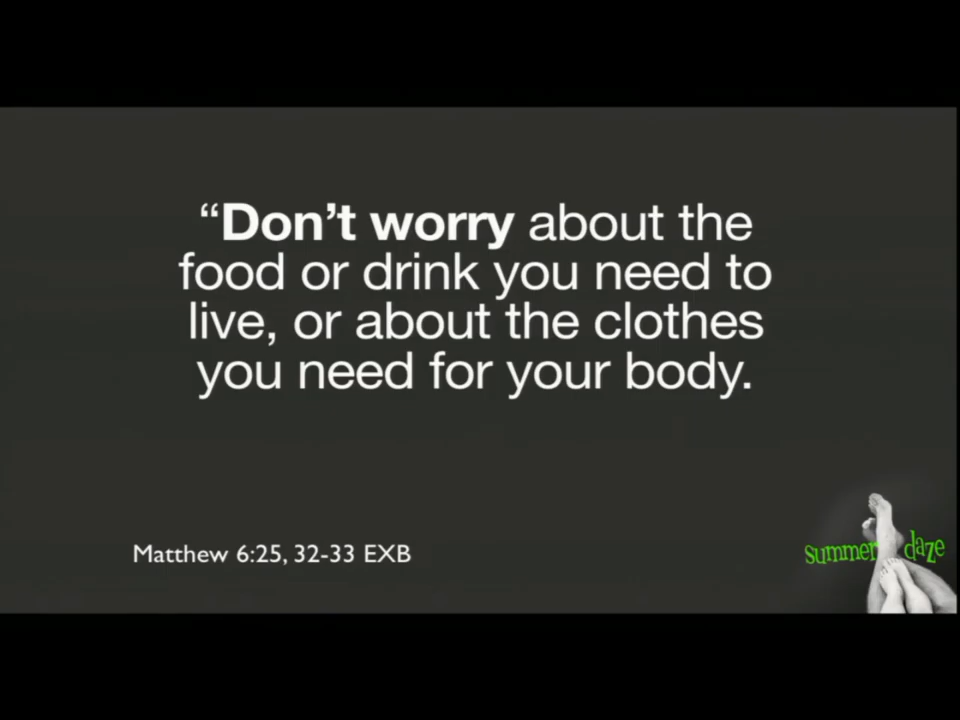 “Don’t worry about the
food or drink you need to
live, or about the clothes
you need for your body.
Matthew 6:25, 32-33 EXB
summer daze